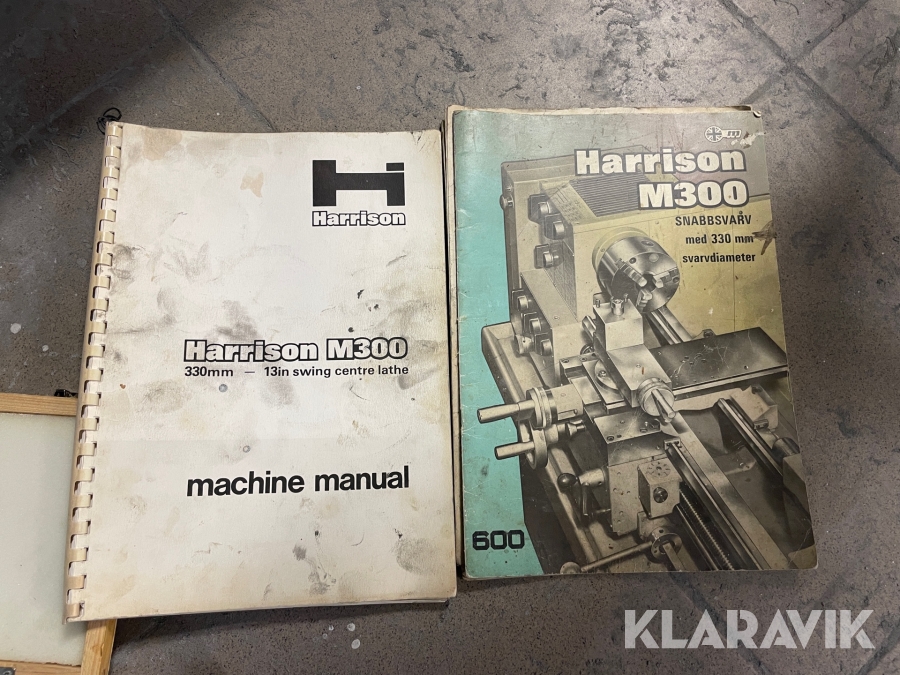 Harrison
Harrison M300
330mm — 13in swing centre lathe
machine manual
Harrison
M300
SNABBSVARV
med 330 mm
svarvdiameter
600
KLARAVIK